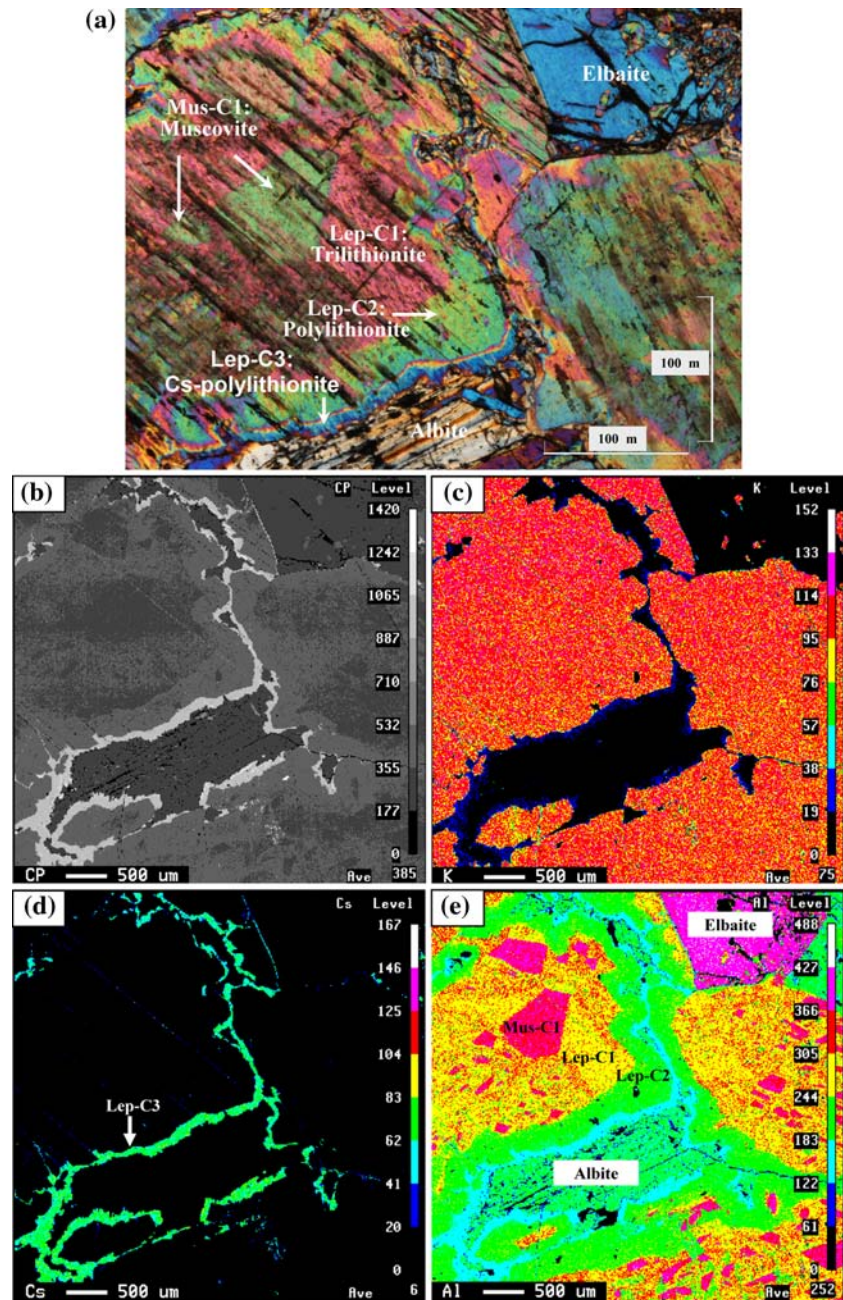 (a)
Elbaite
Mus-C1:
Muscovite
Lep-C1:
Trilithionite
Lep-C2:
Polylithionite
Lep-C3:
Cs-polylithionite
Albite
100 m
100 m
(b)
CP Level
1420
1242
1065
887
710
532
355
177
0
CP
500 um
Ave 385
(c)
K Level
152
133
114
95
76
57
38
19
0
K
500 um
Ave 75
(d)
Cs Level
167
146
125
104
83
62
41
20
0
Lep-C3
Cs
500 um
Ave 6
(e)
Al Level
488
427
366
305
244
183
122
61
0
Elbaite
Mus-C1
Lep-C1
Lep-C2
Albite
Al
500 um
Ave 252